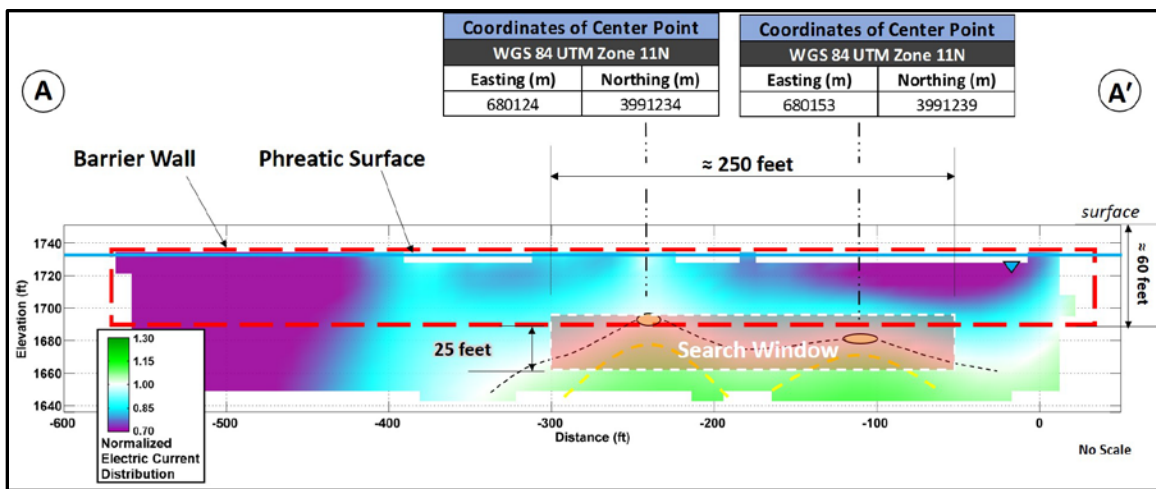 Coordinates of Center Point
WGS 84 UTM Zone 11N
Easting (m) Northing (m)
680124 3991234
Coordinates of Center Point
WGS 84 UTM Zone 11N
Easting (m) Northing (m)
680153 3991239
A
A′
Barrier Wall
Phreatic Surface
≈ 250 feet
surface
≈ 60 feet
Elevation (ft)
1740
1720
1700
1680
1660
1640
25 feet
Search Window
1.30
1.15
1.00
0.85
0.70
Normalized
Electric Current
Distribution
-600 -500 -400 -300 -200 -100 0
Distance (ft)
No Scale